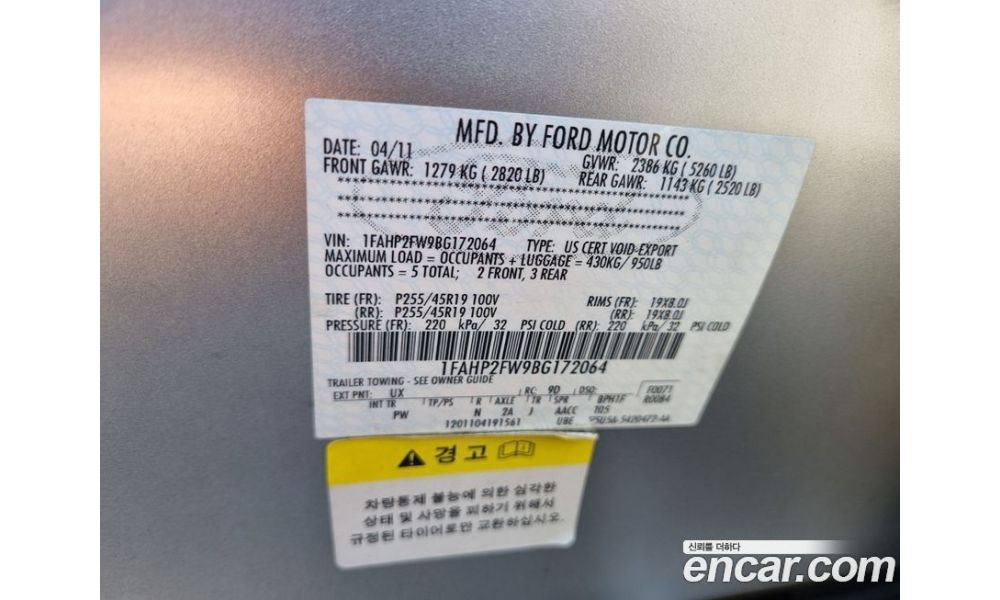 MFD. BY FORD MOTOR CO.
DATE: 04/11 GVWR: 2386 KG ( 5260 LB)
FRONT GAWR: 1279 KG ( 2820 LB) REAR GAWR: 1143 KG ( 2520 LB)
VIN: 1FAHP2FW9BG172064 TYPE: US CERT VOID-EXPORT
MAXIMUM LOAD = OCCUPANTS + LUGGAGE = 430KG/ 950LB
OCCUPANTS = 5 TOTAL; 2 FRONT, 3 REAR
TIRE (FR): P255/45R19 100V RIMS (FR): 19X8.0J
(RR): P255/45R19 100V (RR): 19X8.0J
PRESSURE (FR): 220 kPa/ 32 PSI COLD (RR): 220 kPa/ 32 PSI COLD
1FAHP2FW9BG172064
TRAILER TOWING - SEE OWNER GUIDE
EXT PNT: UX RC: 9D DSO: F0071
INT TR TP/PS R AXLE TR SPR BPH1F R0084
PW N 2A J AACC 105
1201104191561 UBE
경고
차량통제 불능에 의한 심각한
상태 및 사망을 피하기 위해서
규정된 타이어로만 교환하십시오.
신뢰를 더하다
encar.com